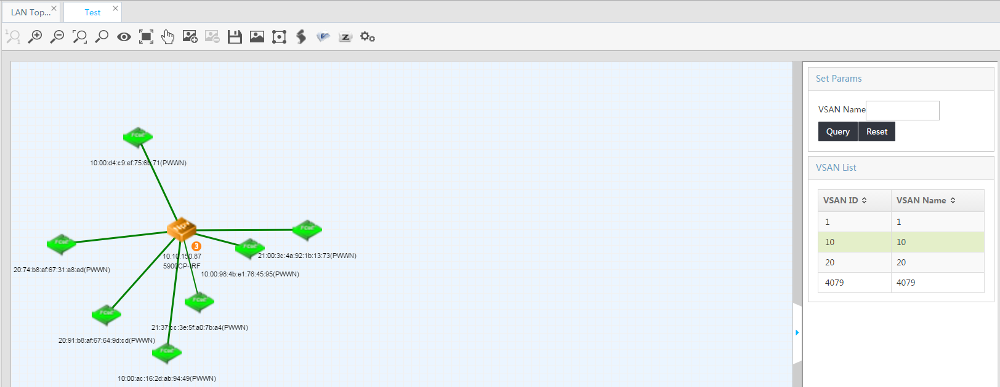 LAN Top...
Test
Set Params
VSAN Name
Query Reset
VSAN List
VSAN ID VSAN Name
1 1
10 10
20 20
4079 4079
10:00:d4:c9:ef:75:6b:71(PWWN)
Npv
3
10.10.150.87
5900CP-IRF
21:00:3c:4a:92:1b:13:73(PWWN)
20:74:b8:af:67:31:a8:ad(PWWN)
10:00:98:4b:e1:76:45:95(PWWN)
21:37:cc:3e:5f:a0:7b:a4(PWWN)
20:91:b8:af:67:64:9d:cd(PWWN)
10:00:ac:16:2d:ab:94:49(PWWN)